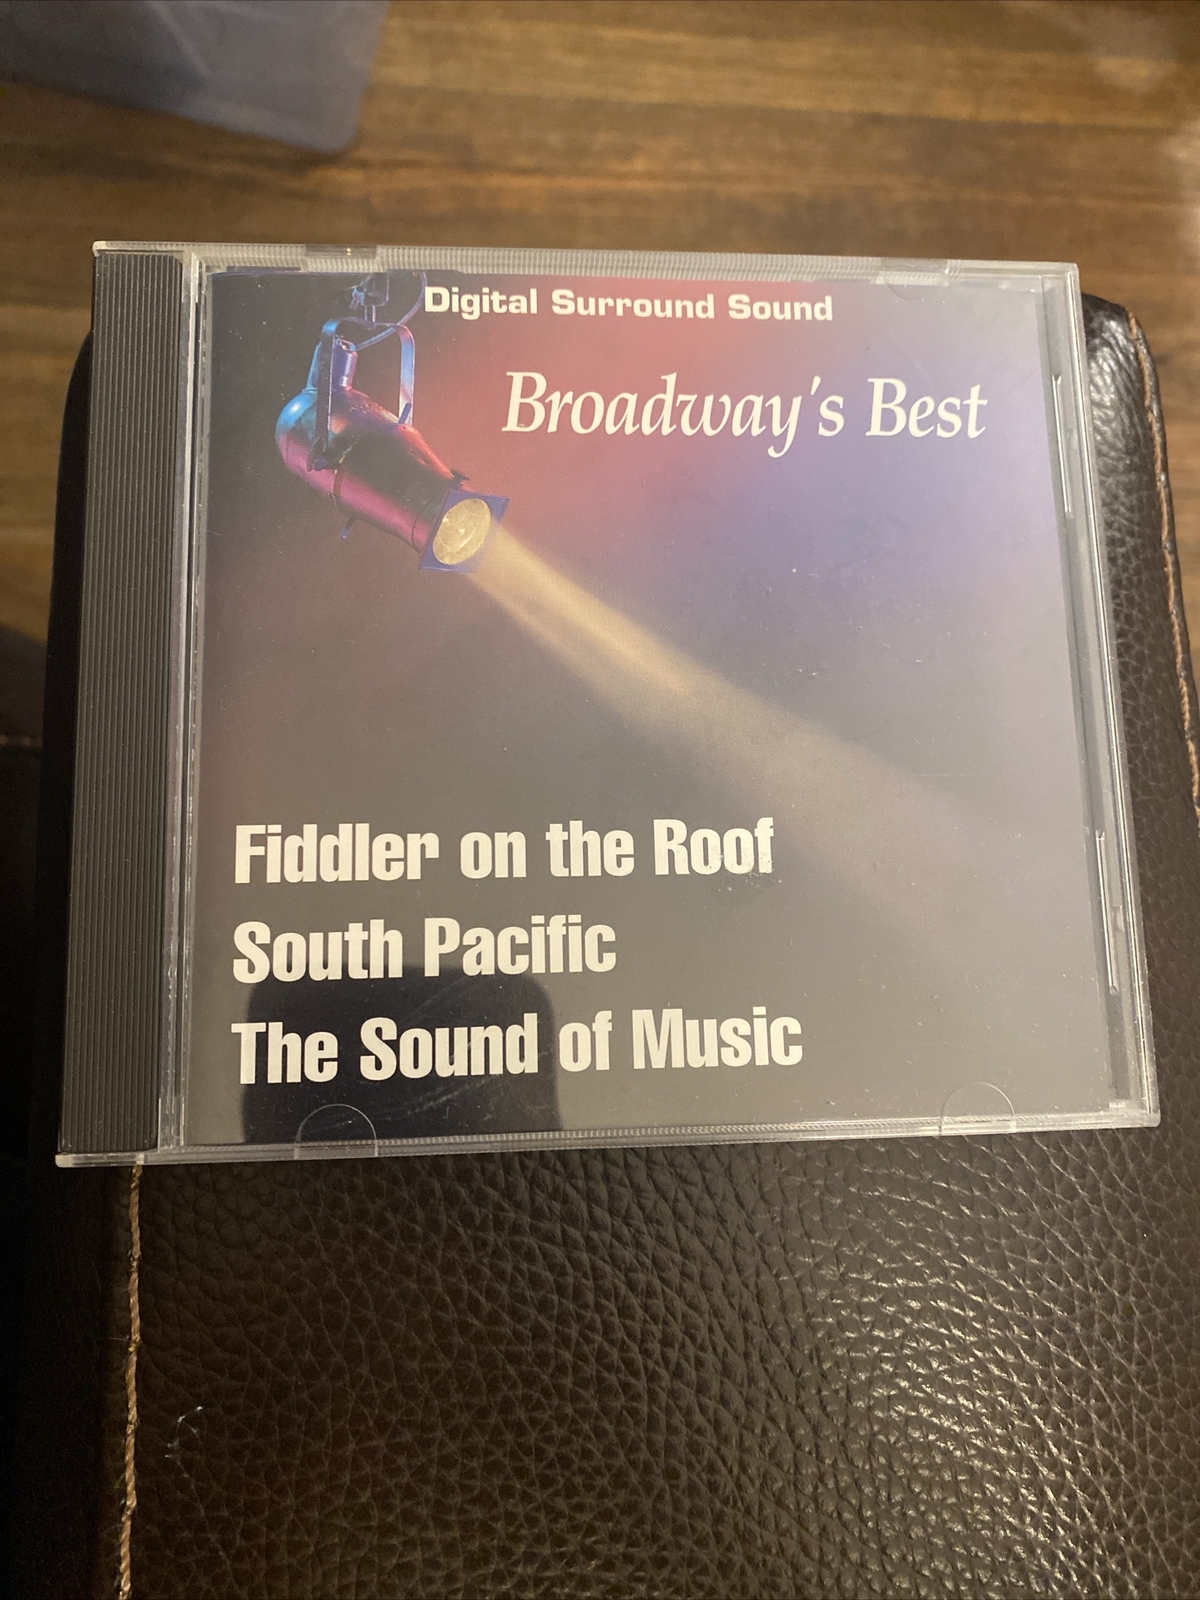 Digital Surround Sound
Broadway's Best
Fiddler on the Roof
South Pacific
The Sound of Music